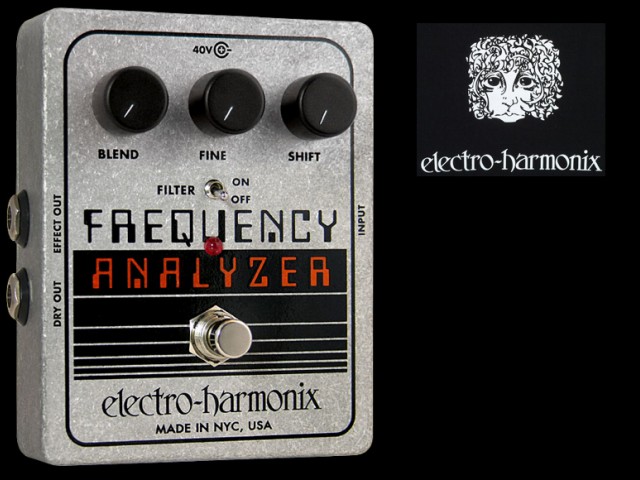 40V
BLEND
FINE
SHIFT
FILTER
ON
OFF
EFFECT OUT
INPUT
FREQUENCY
ANALYZER
DRY OUT
electro-harmonix
MADE IN NYC, USA
electro-harmonix